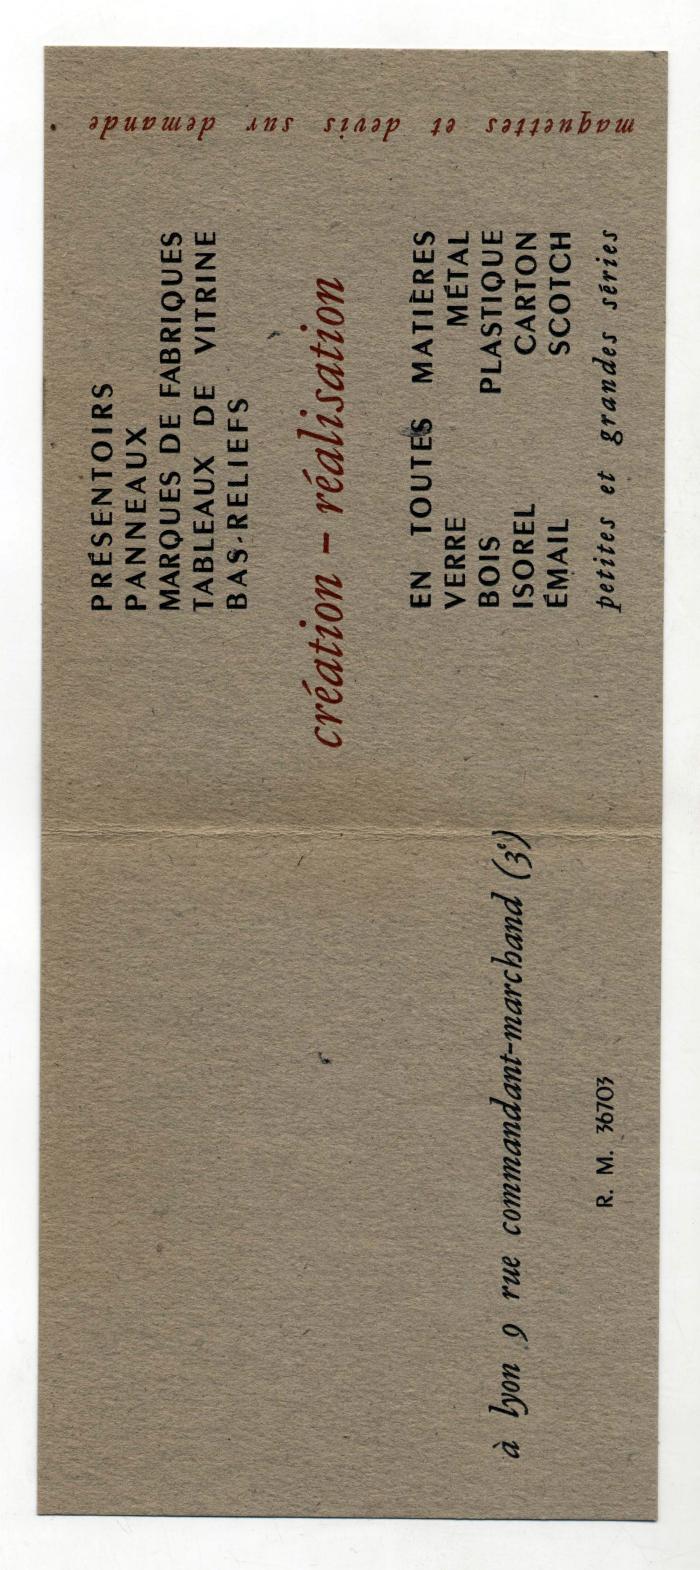 à lyon 9 rue commandant-marchand (3e)
R. M. 36703
PRÉSENTOIRS
PANNEAUX
MARQUES DE FABRIQUES
TABLEAUX DE VITRINE
BAS-RELIEFS
création - réalisation
EN TOUTES MATIÈRES
VERRE MÉTAL
BOIS PLASTIQUE
ISOREL CARTON
ÉMAIL SCOTCH
petites et grandes séries
maquettes et devis sur demande